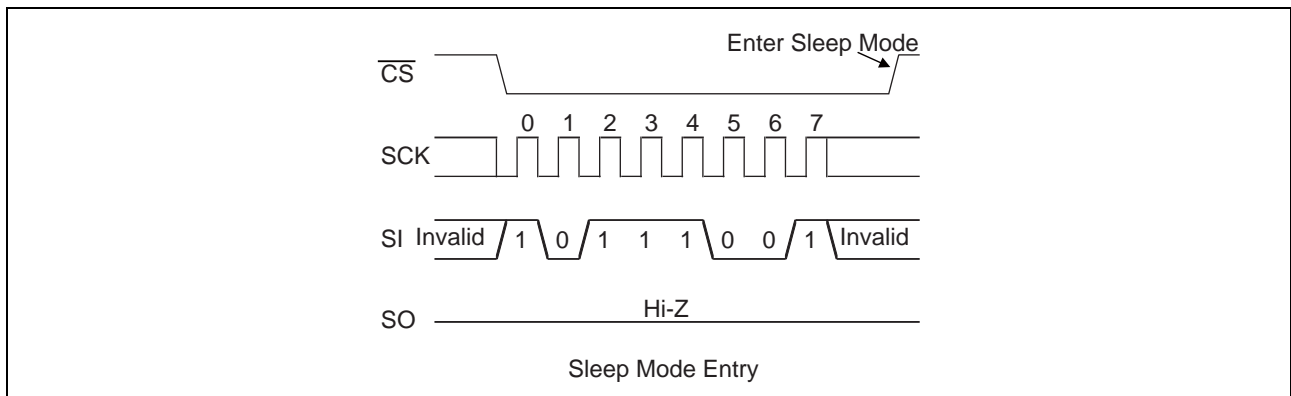 Enter Sleep Mode
CS
0 1 2 3 4 5 6 7
SCK
SI Invalid 1 0 1 1 1 0 0 1 Invalid
Hi-Z
SO
Sleep Mode Entry